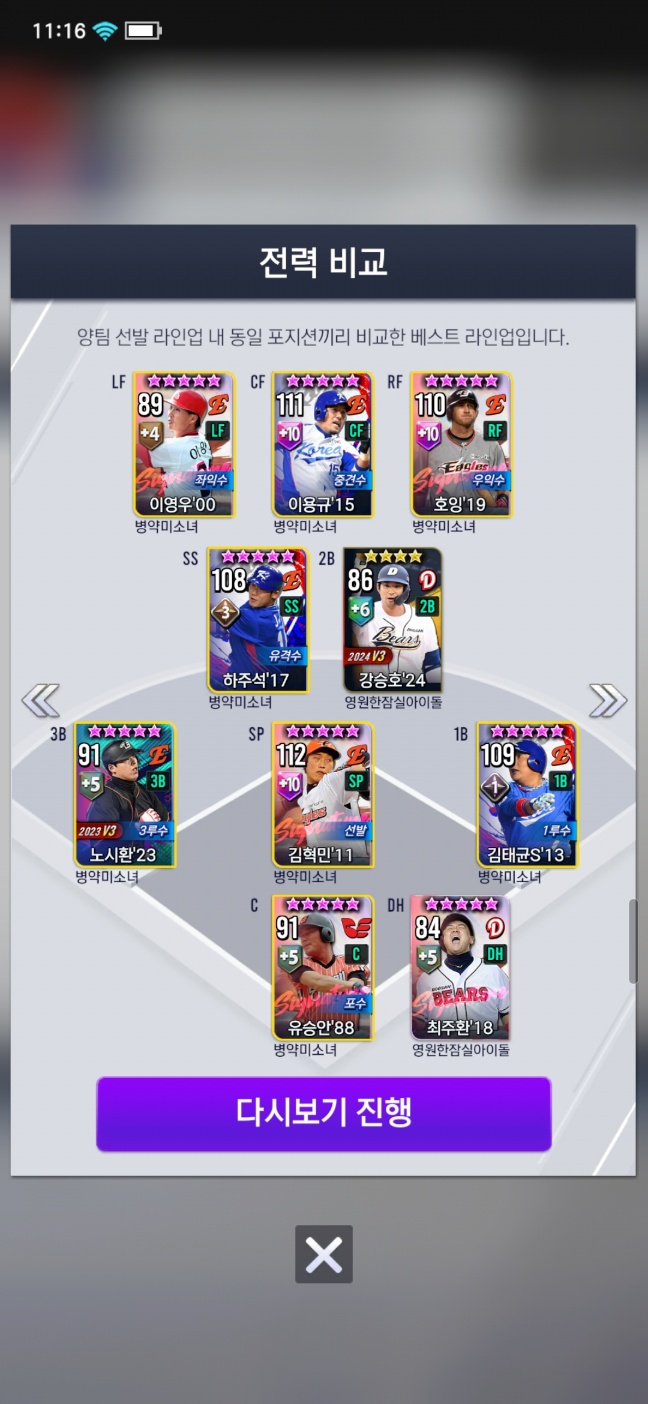 11:16
전력 비교
양팀 선발 라인업 내 동일 포지션끼리 비교한 베스트 라인업입니다.
LF
89
E
+4
LF
좌익수
이영우'00
병약미소녀
CF
111
E
+10
CF
Korea
15
중견수
이용규'15
병약미소녀
RF
110
E
+10
RF
Eagles
우익수
호잉'19
병약미소녀
SS
108
E
3
SS
유격수
하주석'17
병약미소녀
2B
86
D
+6
2B
Bears
2024 V3
강승호'24
영원한잠실아이돌
3B
91
E
+5
3B
2023 V3
3루수
노시환'23
병약미소녀
SP
112
E
+10
SP
선발
김혁민'11
병약미소녀
1B
109
E
1
1B
1루수
김태균S'13
병약미소녀
C
91
+5
C
포수
유승안'88
병약미소녀
DH
84
D
+5
DH
BEARS
최주환'18
영원한잠실아이돌
다시보기 진행